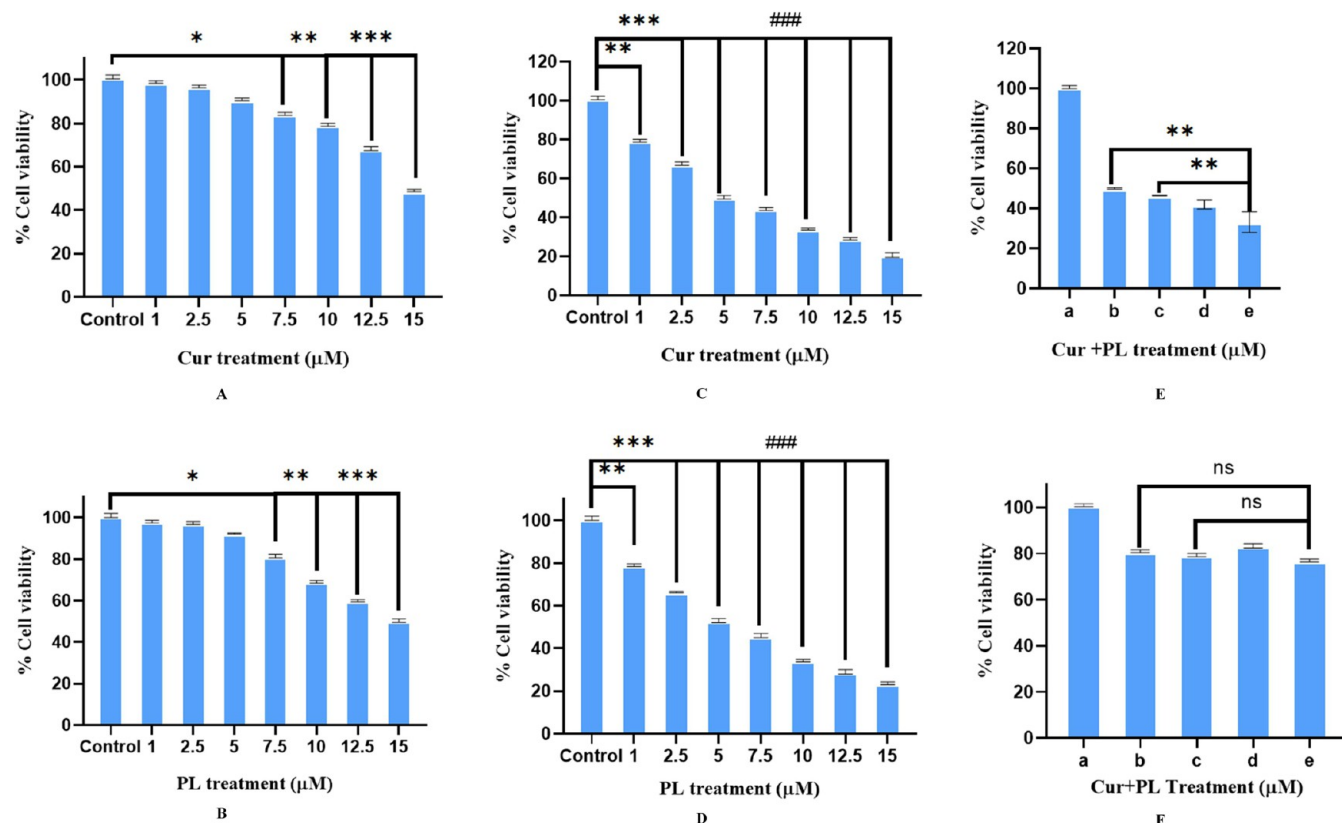 * ** ***
% Cell viability
100
80
60
40
20
0
Control 1 2.5 5 7.5 10 12.5 15
Cur treatment (μM)
A
*** ###
**
% Cell viability
120
100
80
60
40
20
0
Control 1 2.5 5 7.5 10 12.5 15
Cur treatment (μM)
C
**
**
% Cell viability
120
100
80
60
40
20
0
a b c d e
Cur +PL treatment (μM)
E
* ** ***
% Cell viability
100
80
60
40
20
0
Control 1 2.5 5 7.5 10 12.5 15
PL treatment (μM)
B
*** ###
**
% Cell viability
100
80
60
40
20
0
Control 1 2.5 5 7.5 10 12.5 15
PL treatment (μM)
D
ns
ns
% Cell viability
100
80
60
40
20
0
a b c d e
Cur+PL Treatment (μM)
F